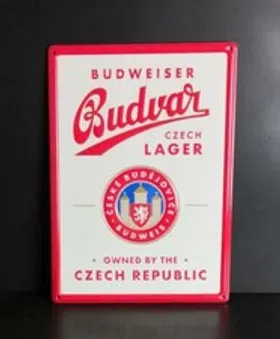 BUDWEISER
Budvar
CZECH
LAGER
ČESKÉ BUDĚJOVICE
· BUDWEIS ·
· OWNED BY THE ·
CZECH REPUBLIC